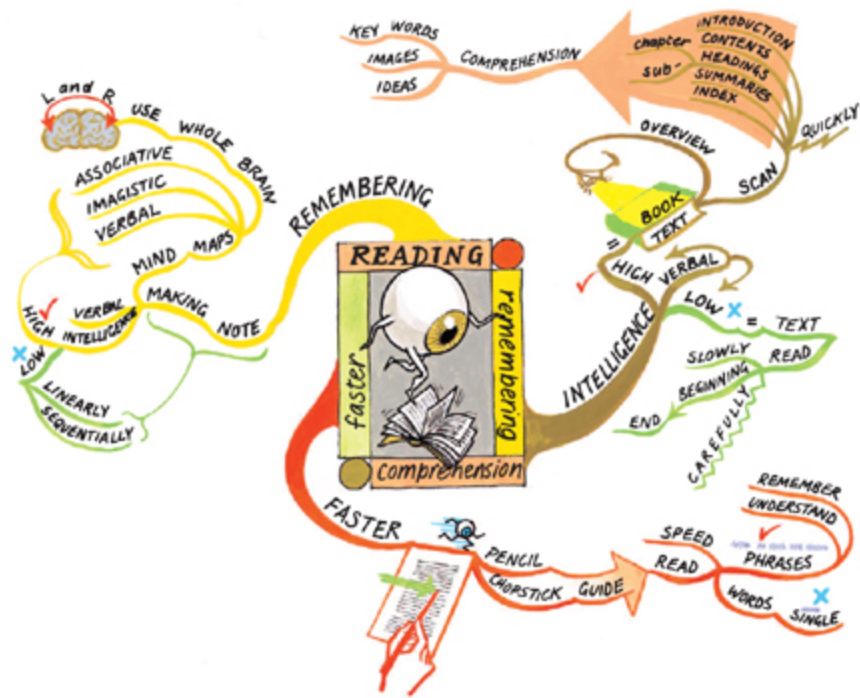 READING
remembering
faster
comprehension
REMEMBERING
L and R
USE WHOLE BRAIN
ASSOCIATIVE
IMAGISTIC
VERBAL
MIND MAPS
MAKING NOTE
VERBAL
HIGH INTELLIGENCE
LOW
LINEARLY
SEQUENTIALLY
INTELLIGENCE
HIGH VERBAL
=
BOOK
TEXT
OVERVIEW
SCAN
QUICKLY
INTRODUCTION
CONTENTS
chapter HEADINGS
sub- SUMMARIES
INDEX
COMPREHENSION
KEY WORDS
IMAGES
IDEAS
LOW = TEXT
READ
SLOWLY
BEGINNING
END
CAREFULLY
FASTER
PENCIL
CHOPSTICK GUIDE
SPEED
READ
PHRASES
REMEMBER
UNDERSTAND
WORDS SINGLE